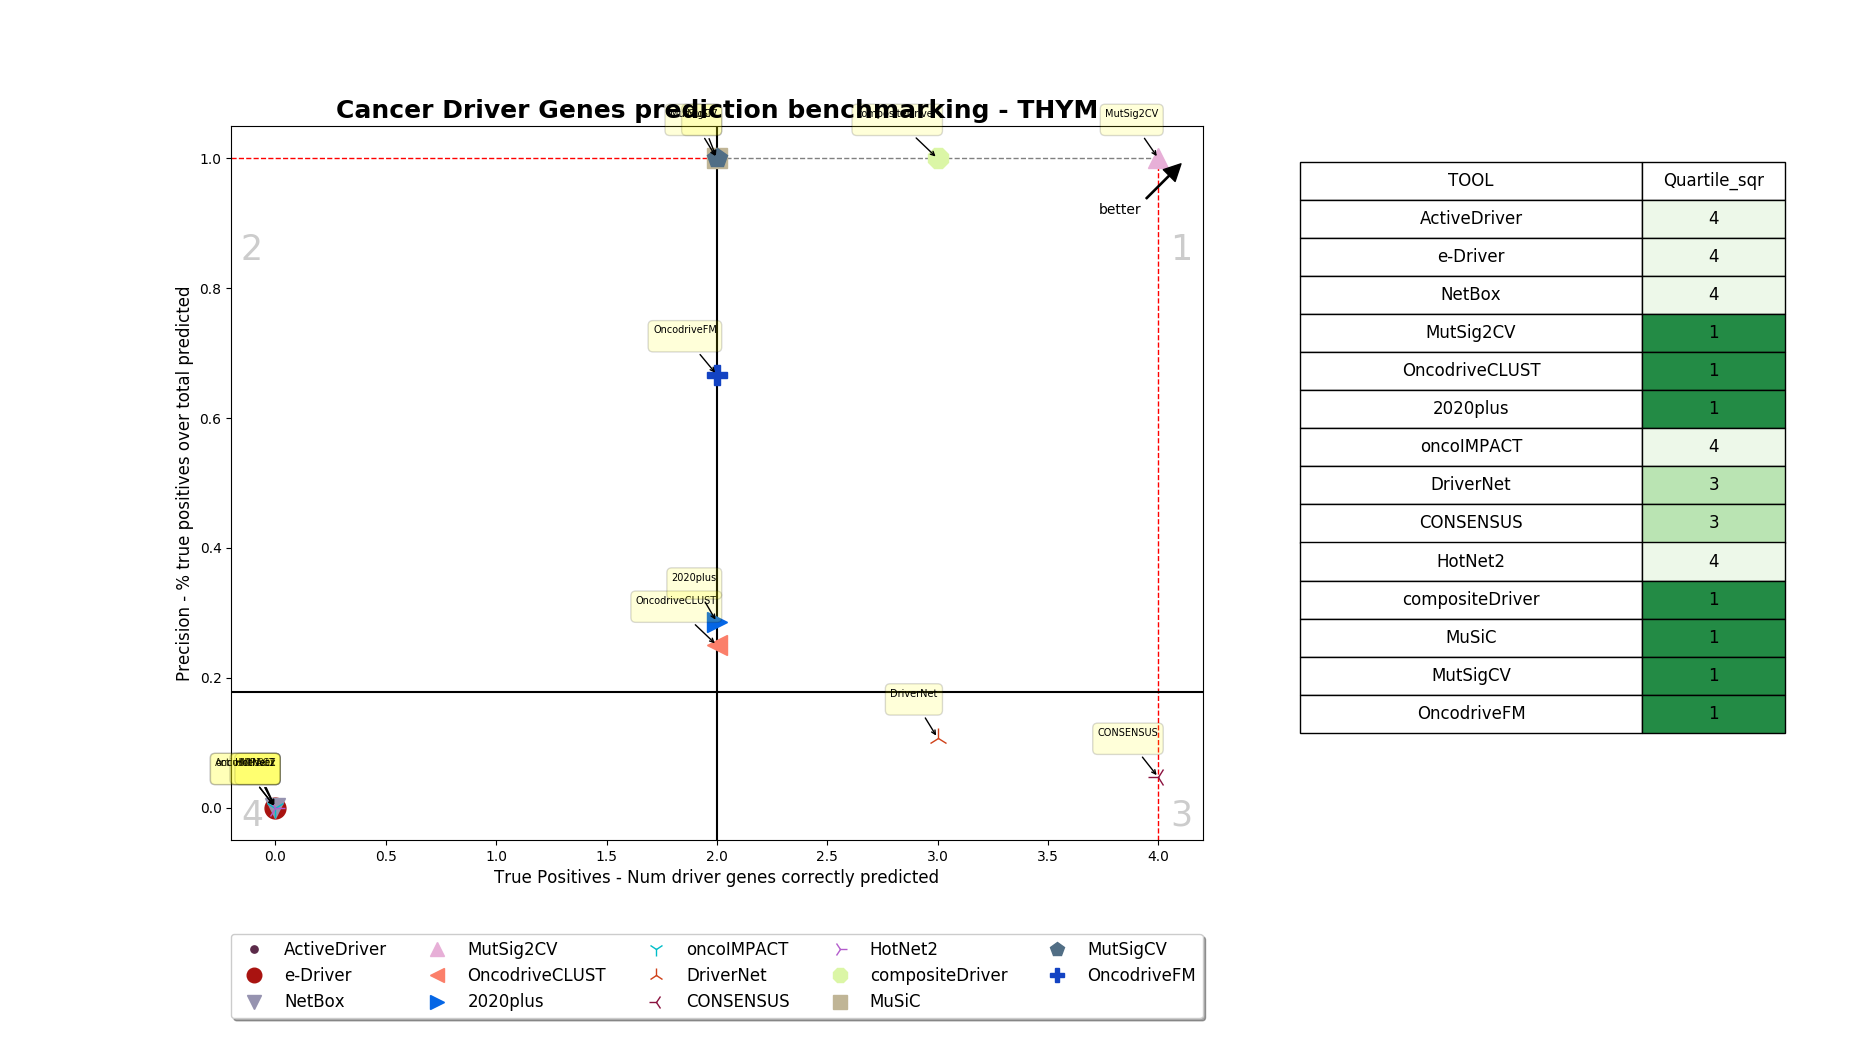 Cancer Driver Genes prediction benchmarking - THYM
MutSigCV
MutSig2CV
1.0
better
2
1
0.8
OncodriveFM
0.6
0.4
2020plus
OncodriveCLUST
0.2
DriverNet
CONSENSUS
0.0
4
3
Precision - % true positives over total predicted
0.0 0.5 1.0 1.5 2.0 2.5 3.0 3.5 4.0
True Positives - Num driver genes correctly predicted
ActiveDriver
e-Driver
NetBox
MutSig2CV
OncodriveCLUST
2020plus
oncoIMPACT
DriverNet
CONSENSUS
HotNet2
compositeDriver
MuSiC
MutSigCV
OncodriveFM
TOOL Quartile_sqr
ActiveDriver 4
e-Driver 4
NetBox 4
MutSig2CV 1
OncodriveCLUST 1
2020plus 1
oncoIMPACT 4
DriverNet 3
CONSENSUS 3
HotNet2 4
compositeDriver 1
MuSiC 1
MutSigCV 1
OncodriveFM 1